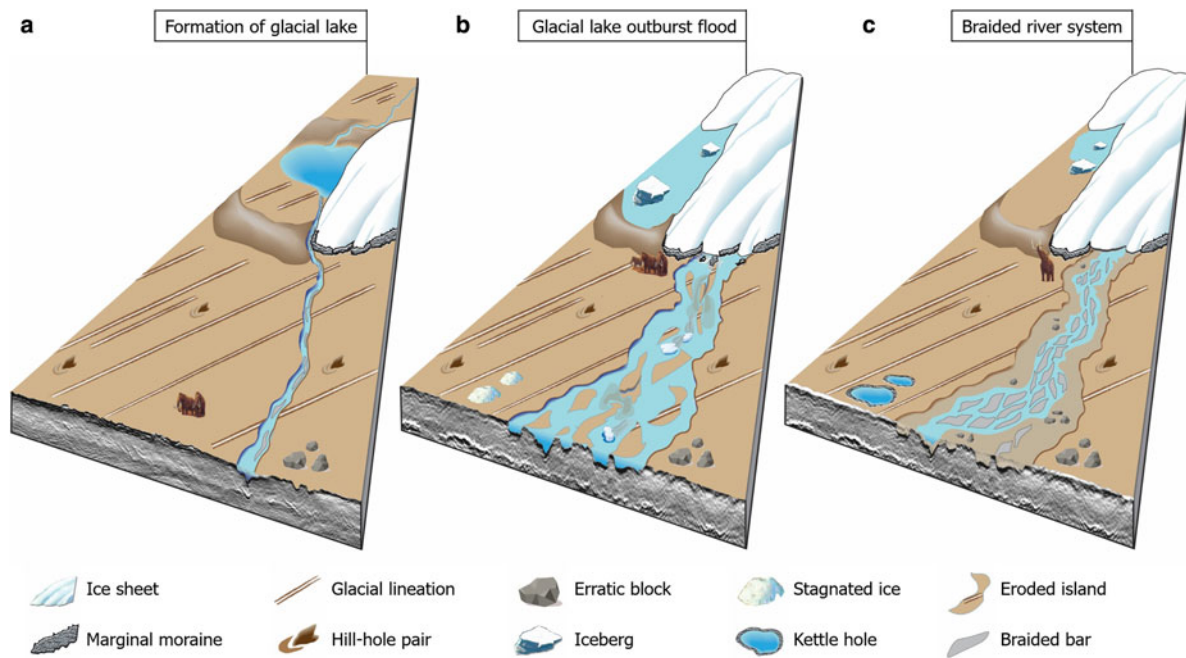 a
Formation of glacial lake
b
Glacial lake outburst flood
c
Braided river system
Ice sheet
Glacial lineation
Erratic block
Stagnated ice
Eroded island
Marginal moraine
Hill-hole pair
Iceberg
Kettle hole
Braided bar